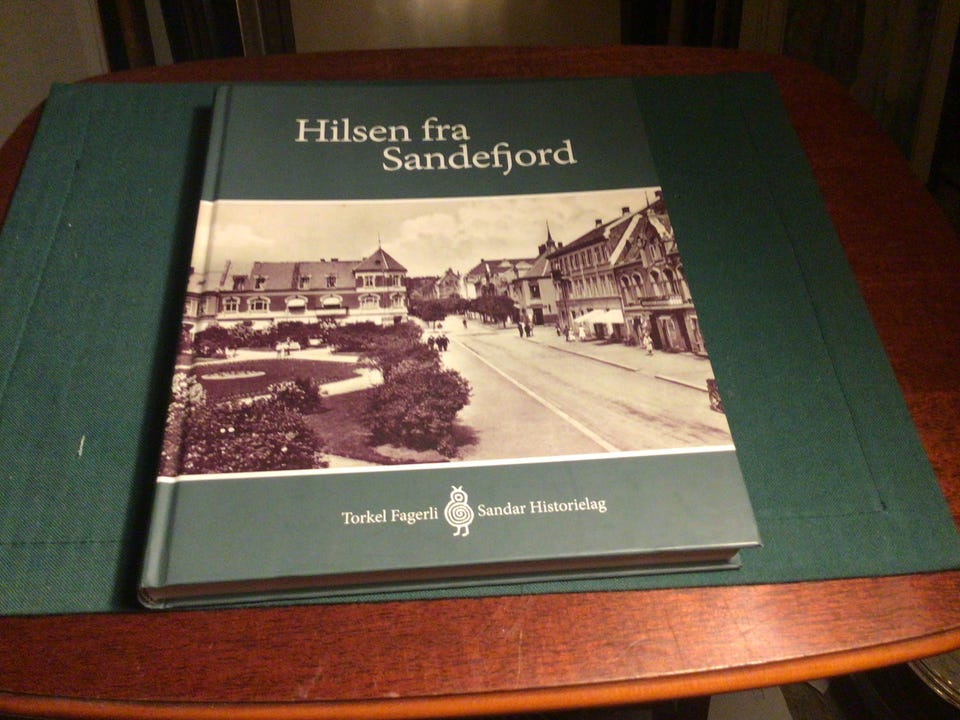 Hilsen fra
Sandefjord
Torkel Fagerli Sandar Historielag